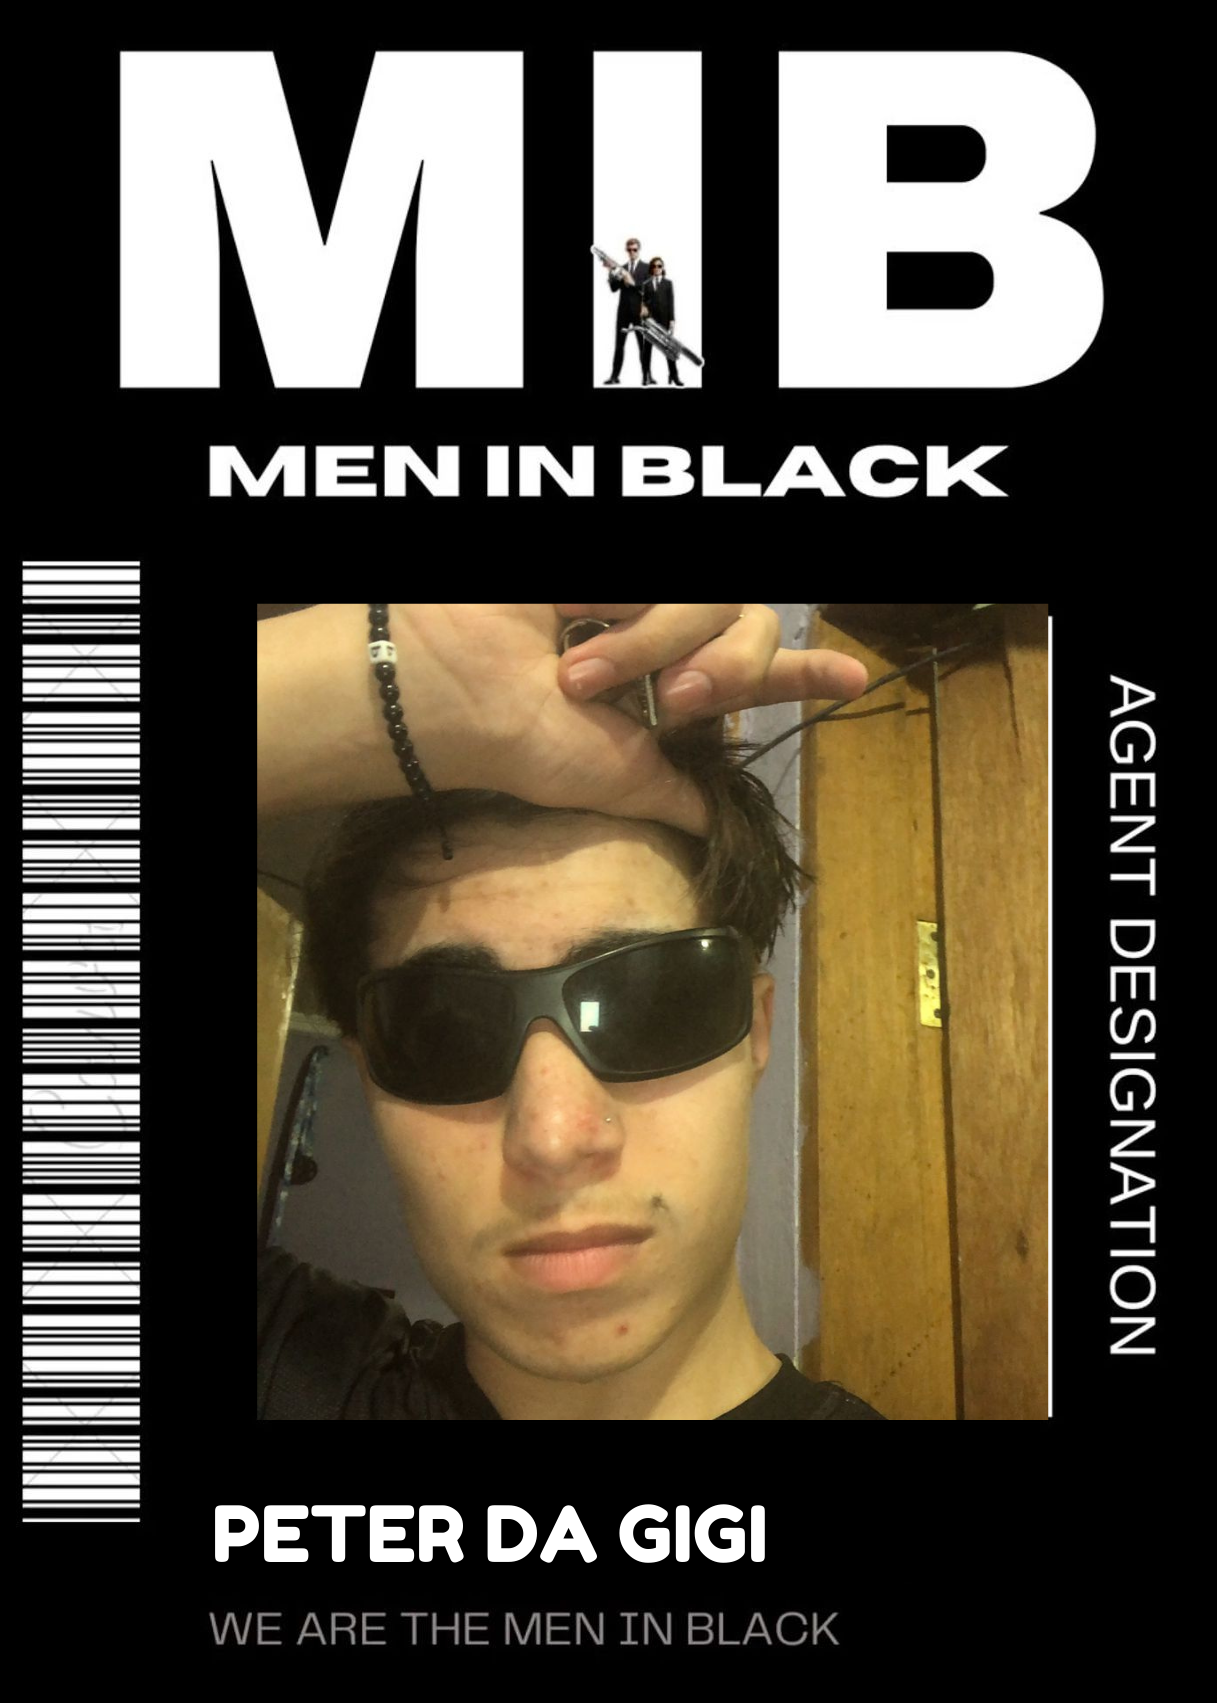 MIB
MEN IN BLACK
AGENT DESIGNATION
PETER DA GIGI
WE ARE THE MEN IN BLACK